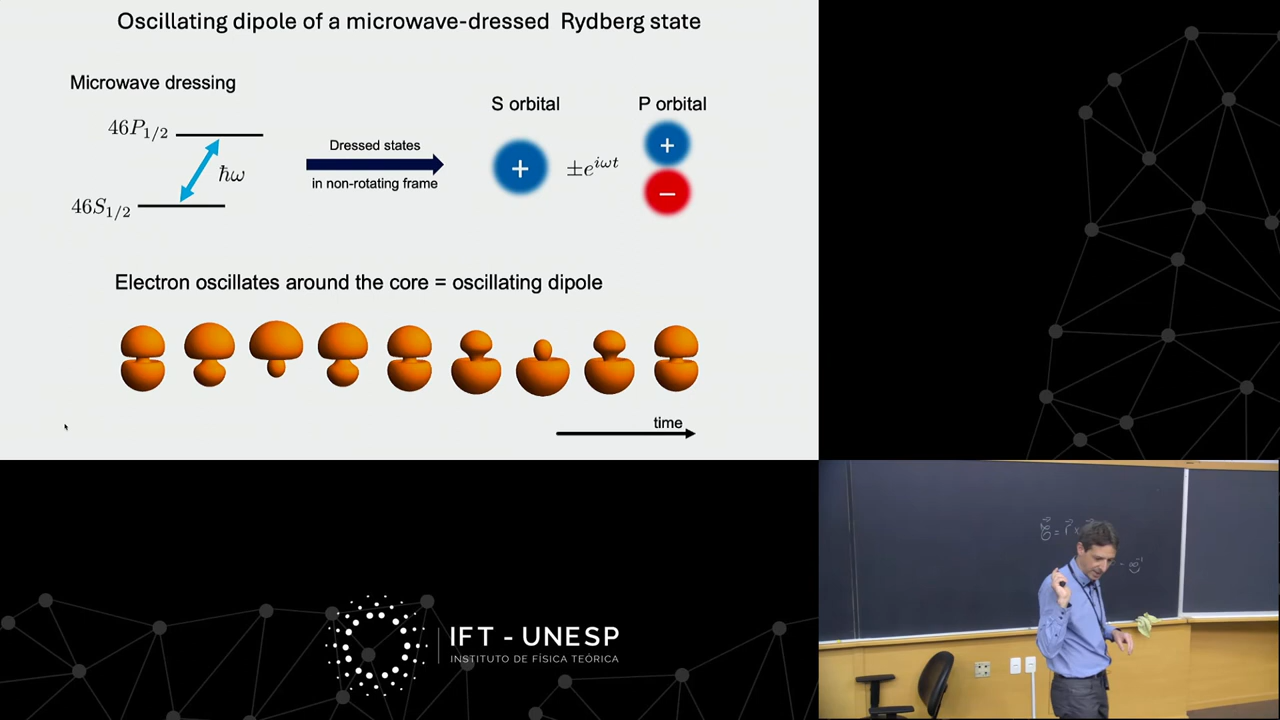 Oscillating dipole of a microwave-dressed Rydberg state
Microwave dressing
46P1/2
ħω
46S1/2
Dressed states
in non-rotating frame
S orbital
P orbital
+
±e^{iωt}
+
−
Electron oscillates around the core = oscillating dipole
time
IFT - UNESP
INSTITUTO DE FÍSICA TEÓRICA